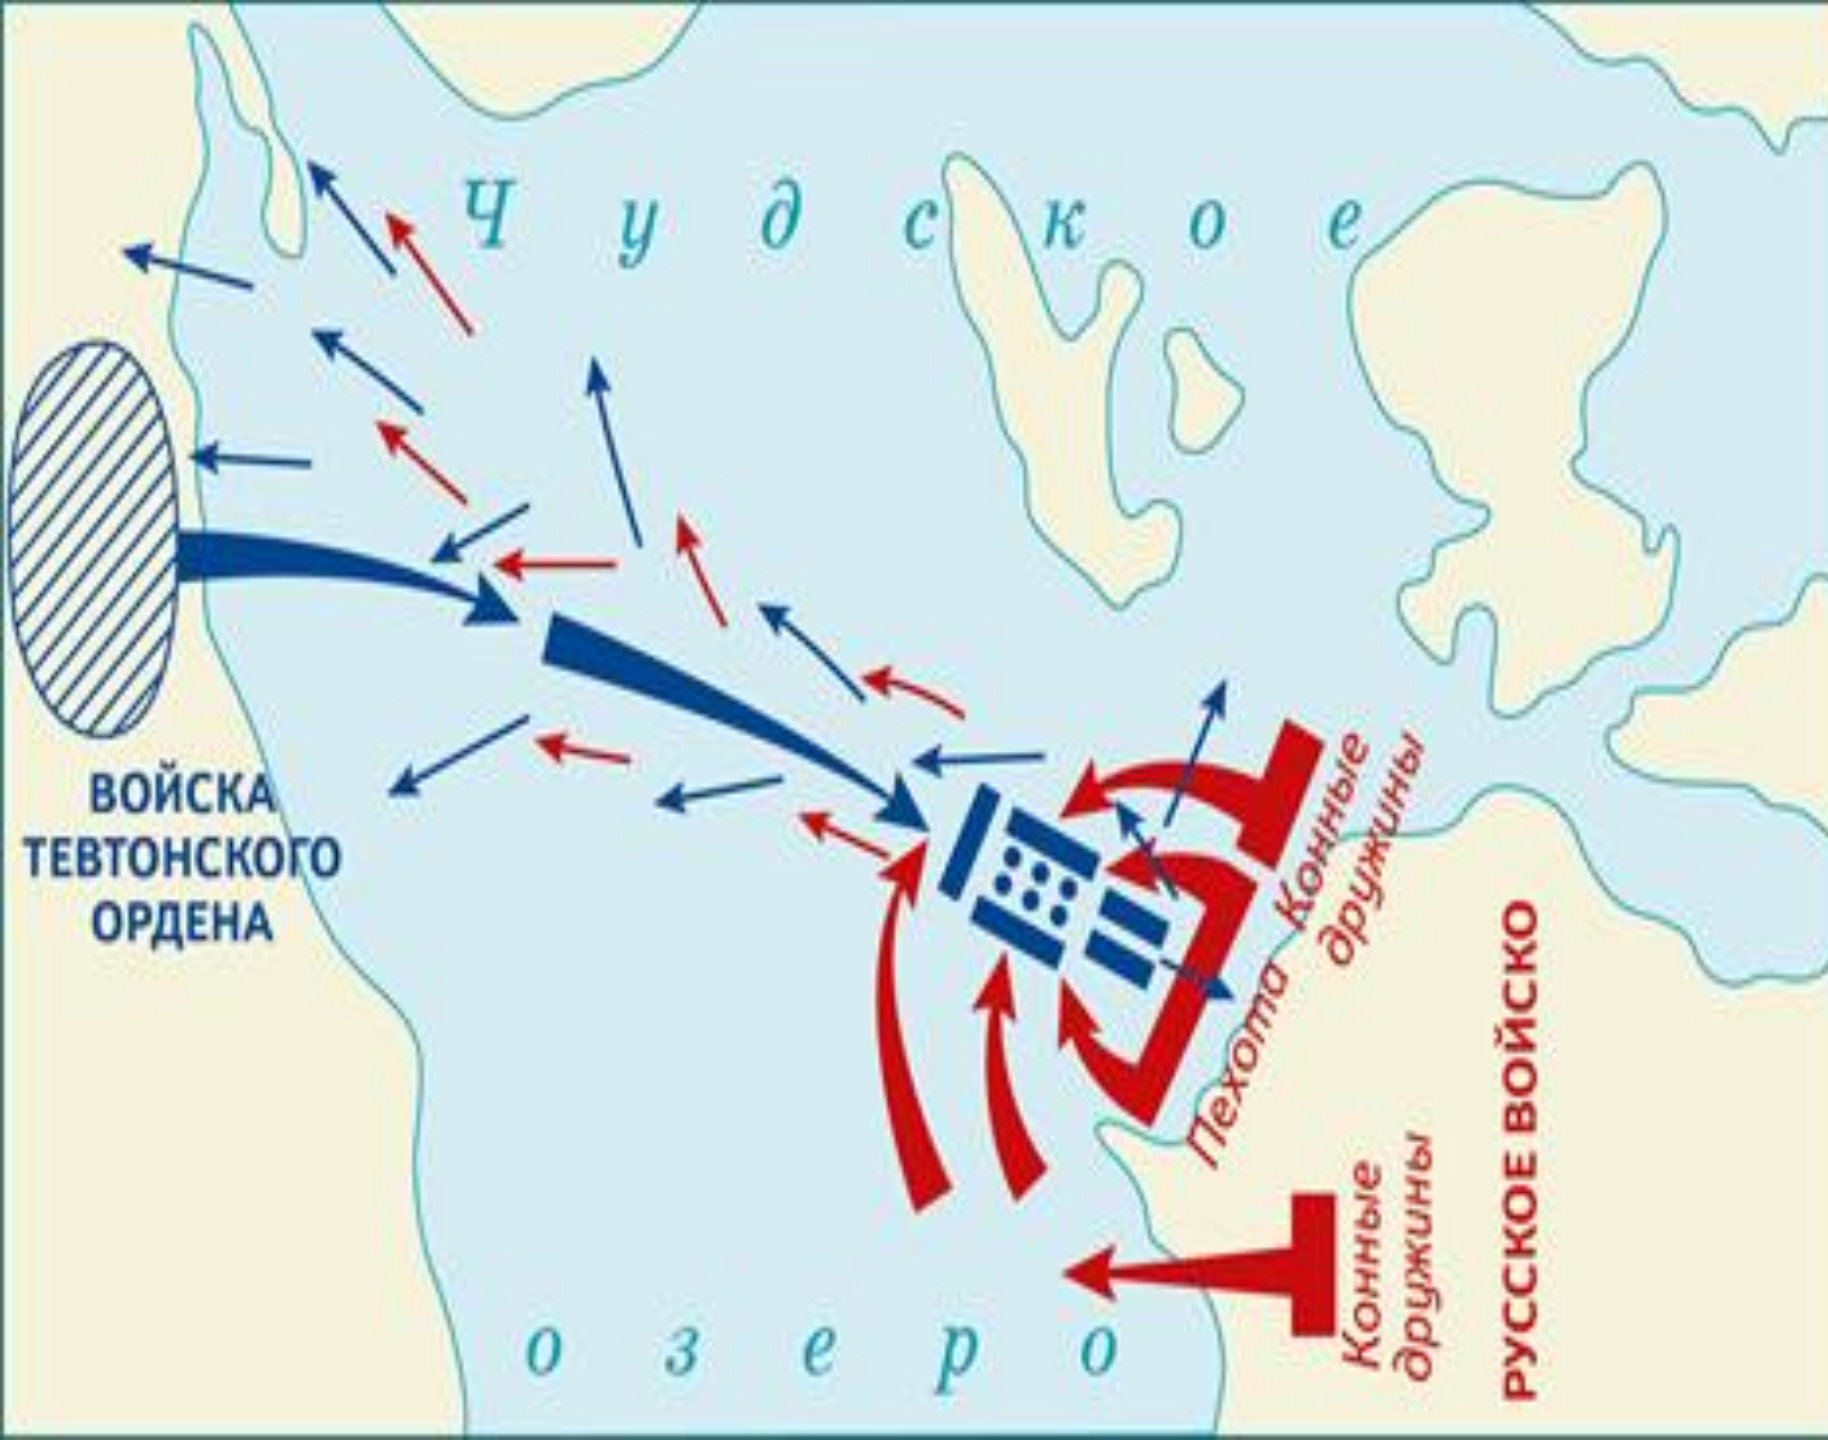 Чудское
озеро
ВОЙСКА
ТЕВТОНСКОГО
ОРДЕНА
Конные
дружины
Пехота
Конные
дружины
РУССКОЕ ВОЙСКО